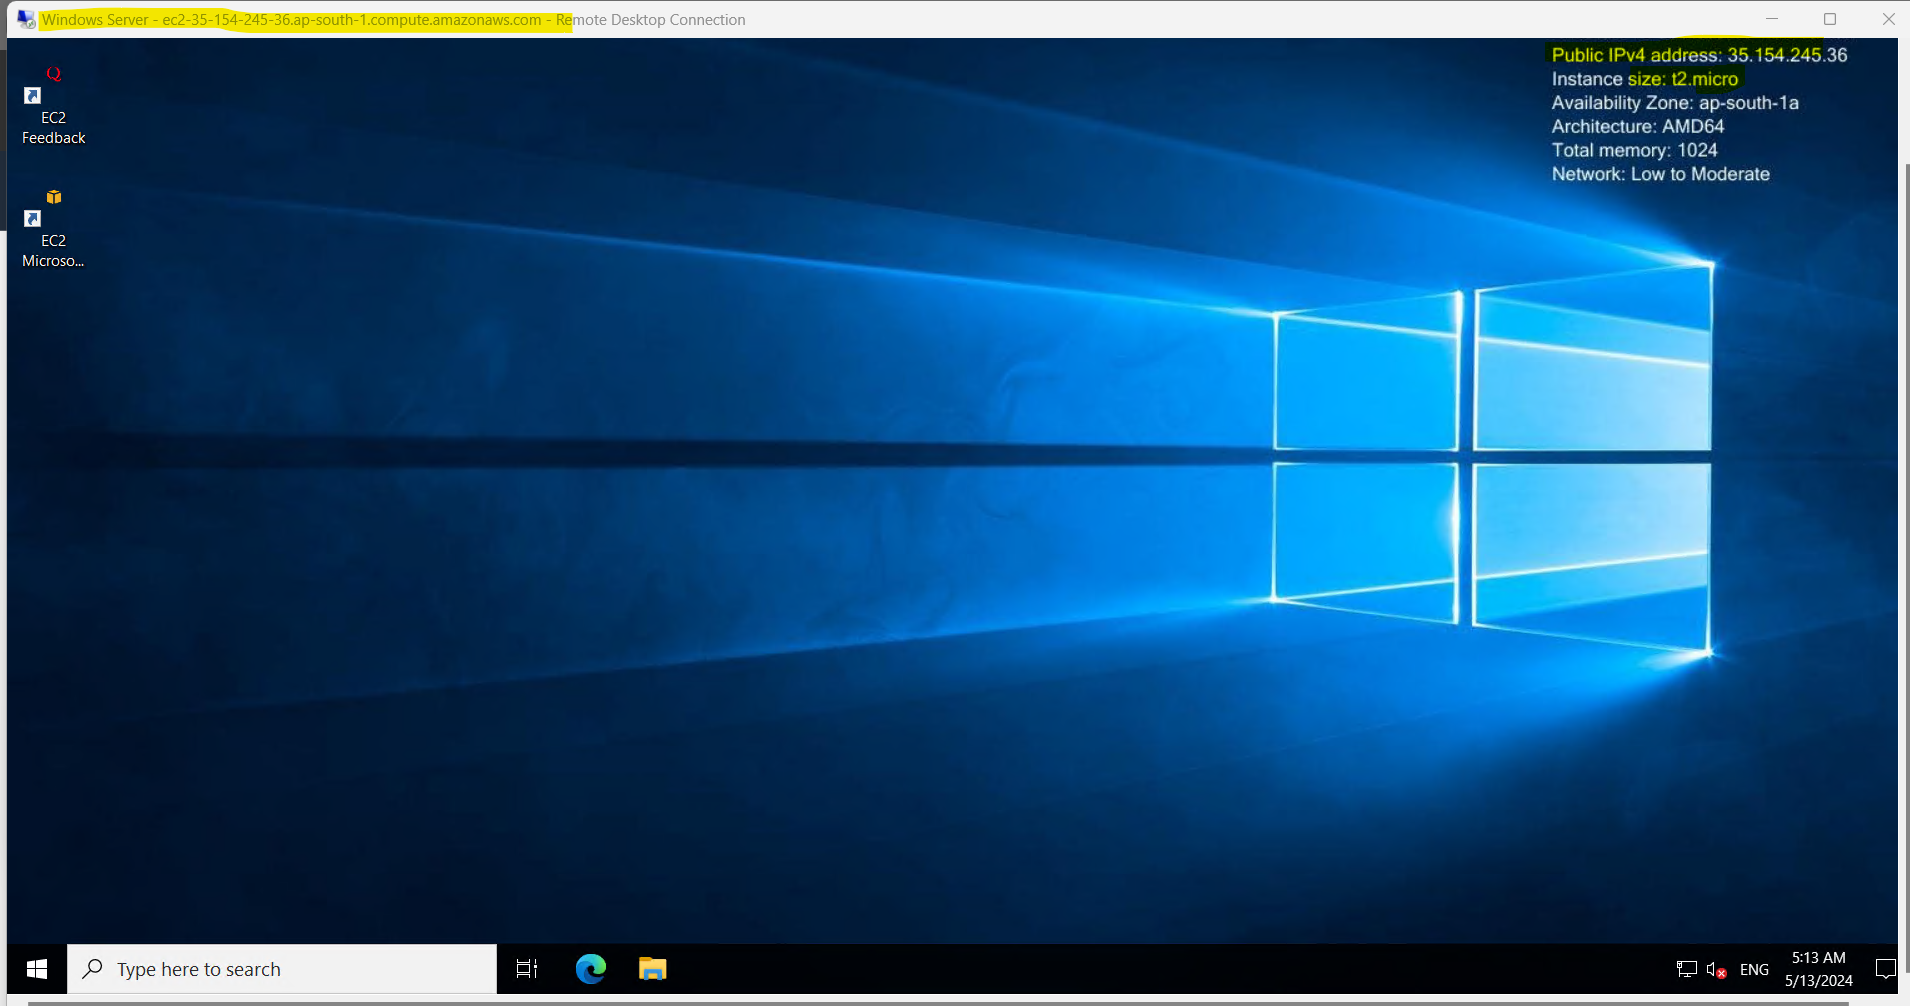 Windows Server - ec2-35-154-245-36.ap-south-1.compute.amazonaws.com - Remote Desktop Connection
Public IPv4 address: 35.154.245.36
Instance size: t2.micro
Availability Zone: ap-south-1a
Architecture: AMD64
Total memory: 1024
Network: Low to Moderate
Q
EC2
Feedback
EC2
Microso...
Type here to search
ENG
5:13 AM
5/13/2024